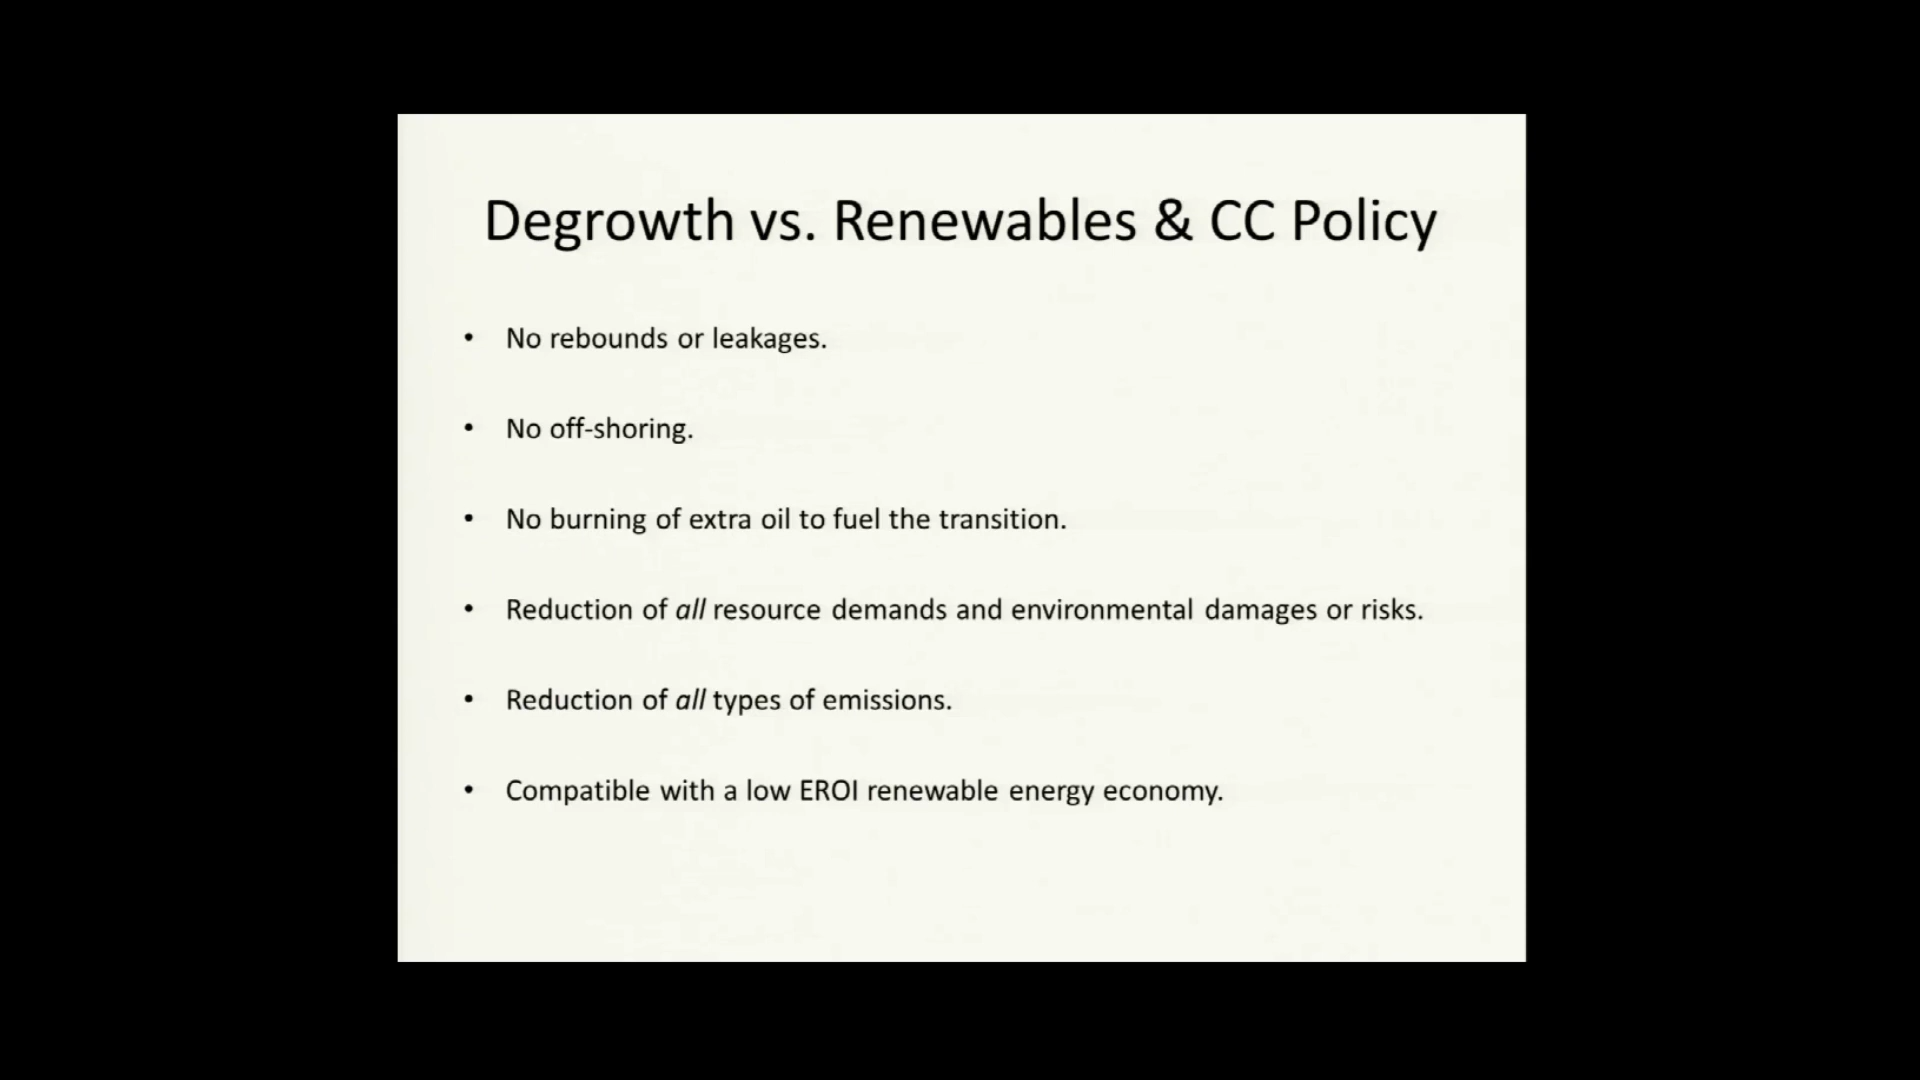 Degrowth vs. Renewables & CC Policy
• No rebounds or leakages.
• No off-shoring.
• No burning of extra oil to fuel the transition.
• Reduction of all resource demands and environmental damages or risks.
• Reduction of all types of emissions.
• Compatible with a low EROI renewable energy economy.